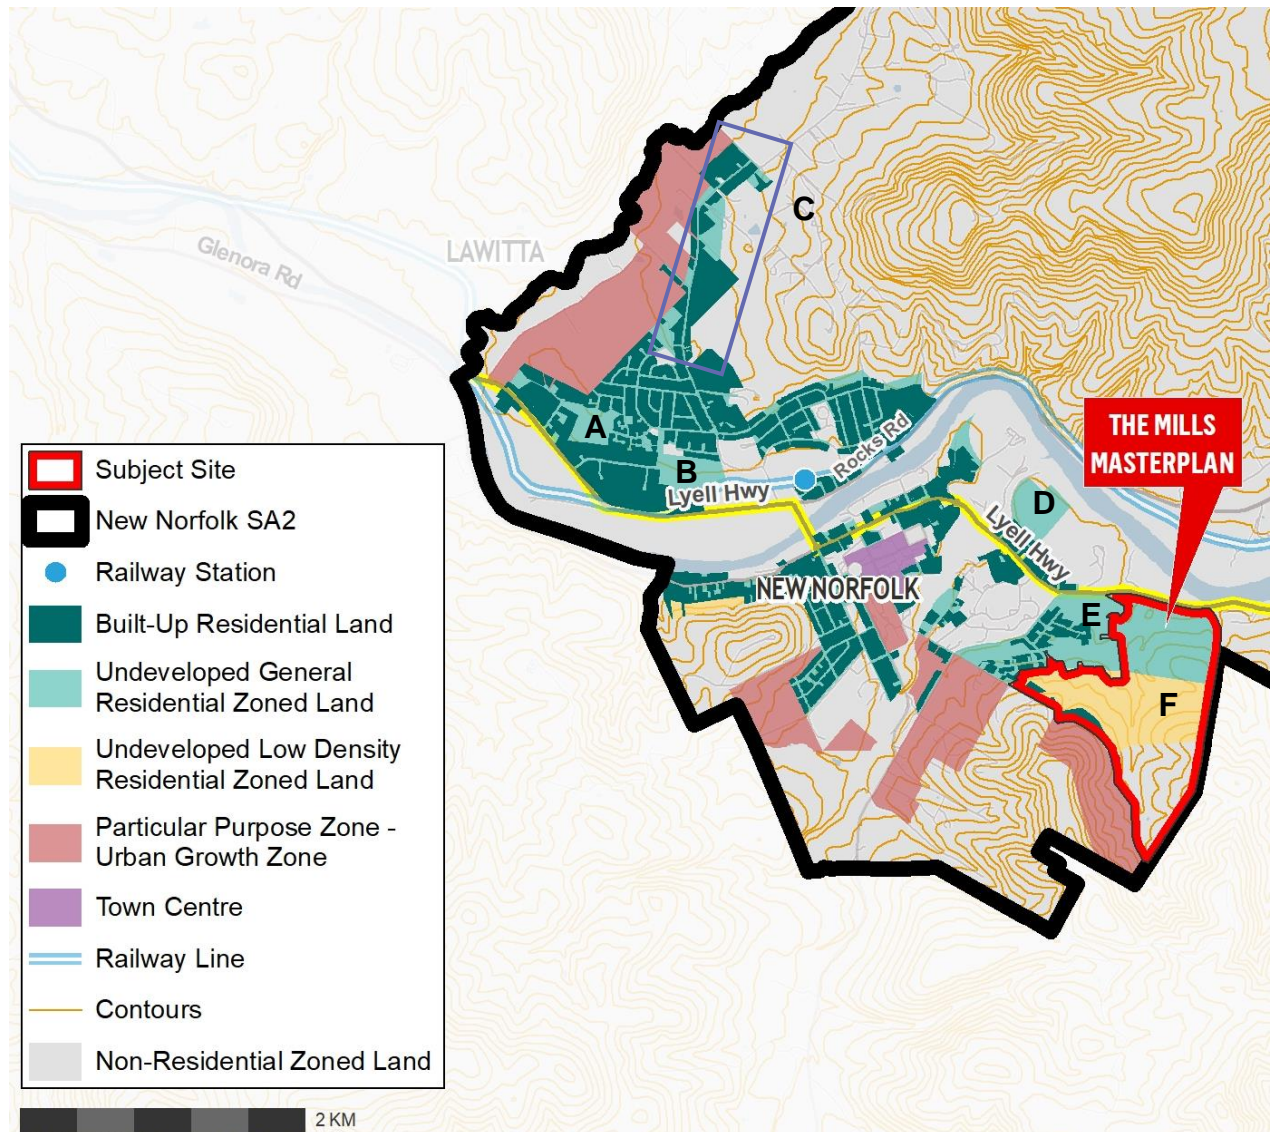 C
LAWITTA
Glenora Rd
A
B
Rocks Rd
Lyell Hwy
D
Lyell Hwy
THE MILLS
MASTERPLAN
NEW NORFOLK
E
F
Subject Site
New Norfolk SA2
Railway Station
Built-Up Residential Land
Undeveloped General
Residential Zoned Land
Undeveloped Low Density
Residential Zoned Land
Particular Purpose Zone -
Urban Growth Zone
Town Centre
Railway Line
Contours
Non-Residential Zoned Land
2 KM